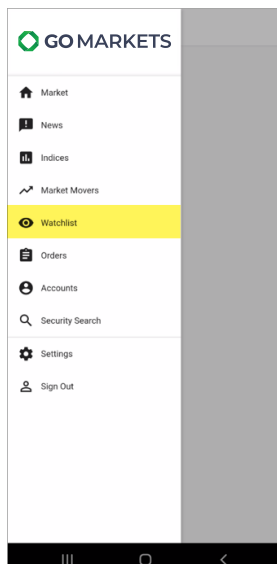 GO MARKETS
Market
News
Indices
Market Movers
Watchlist
Orders
Accounts
Security Search
Settings
Sign Out